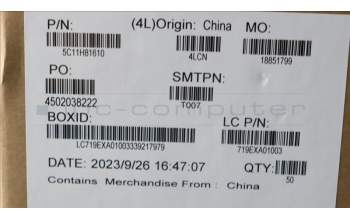 P/N: (4L)Origin: China MO:
5C11H81610 4LCN 18851799
PO: SMTPN:
4502038222 T007
BOXID: LC P/N:
LC719EXA01003339217979 719EXA01003
DATE: 2023/9/26 16:47:07 QTY:
50
Contains Merchandise From : China